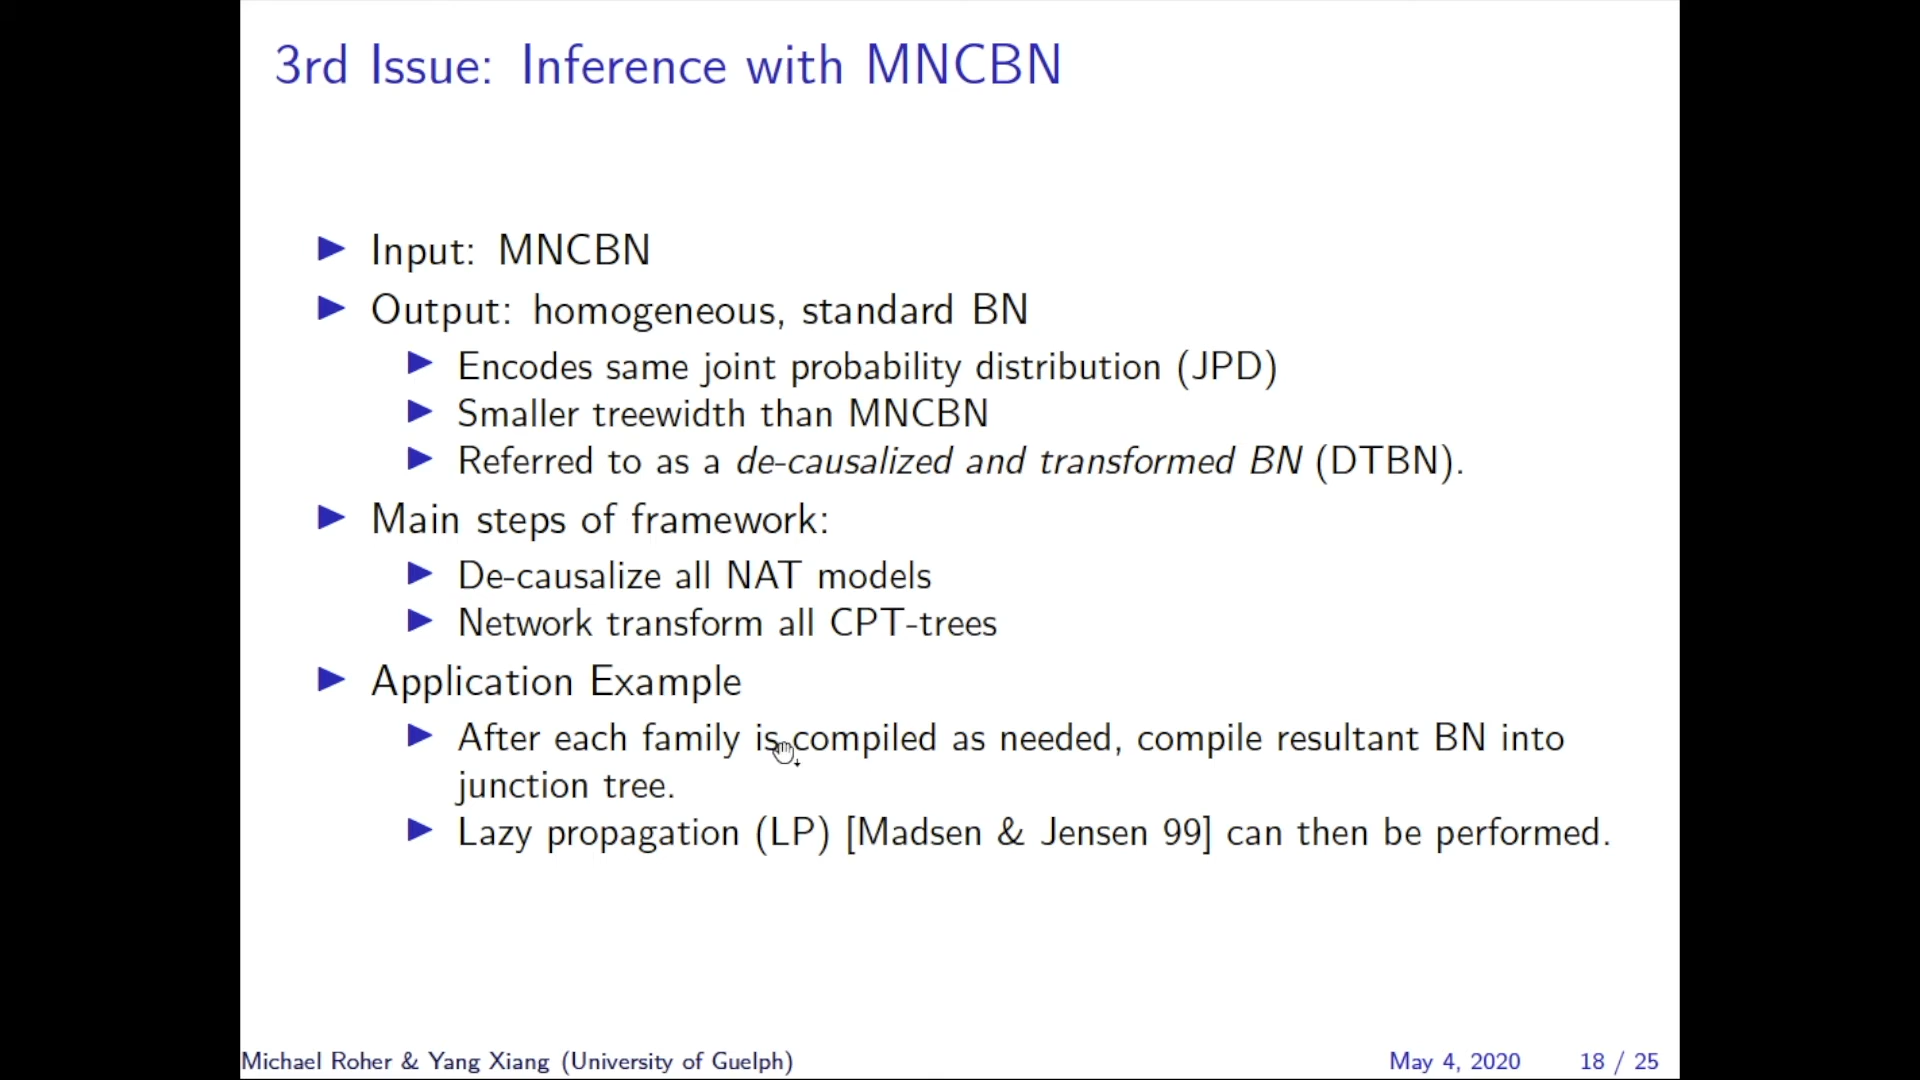 3rd Issue: Inference with MNCBN
Input: MNCBN
Output: homogeneous, standard BN
Encodes same joint probability distribution (JPD)
Smaller treewidth than MNCBN
Referred to as a de-causalized and transformed BN (DTBN).
Main steps of framework:
De-causalize all NAT models
Network transform all CPT-trees
Application Example
After each family is compiled as needed, compile resultant BN into
junction tree.
Lazy propagation (LP) [Madsen & Jensen 99] can then be performed.
Michael Roher & Yang Xiang (University of Guelph) May 4, 2020 18 / 25